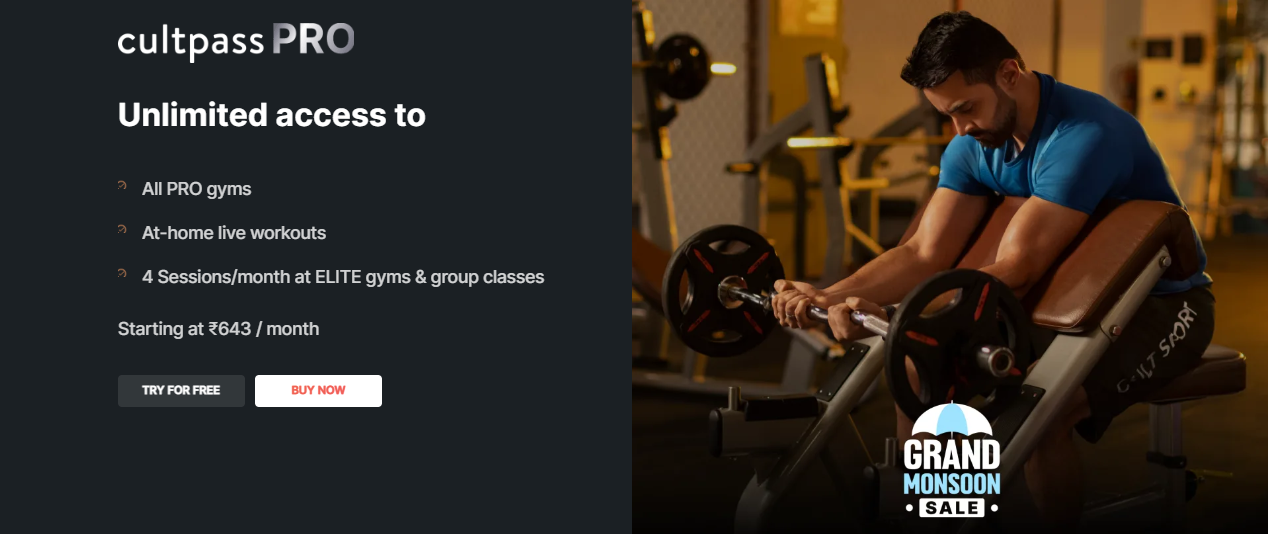 cultpass PRO
Unlimited access to
All PRO gyms
At-home live workouts
4 Sessions/month at ELITE gyms & group classes
Starting at ₹643 / month
TRY FOR FREE
BUY NOW
CULT SPORT
GRAND
MONSOON
• SALE •